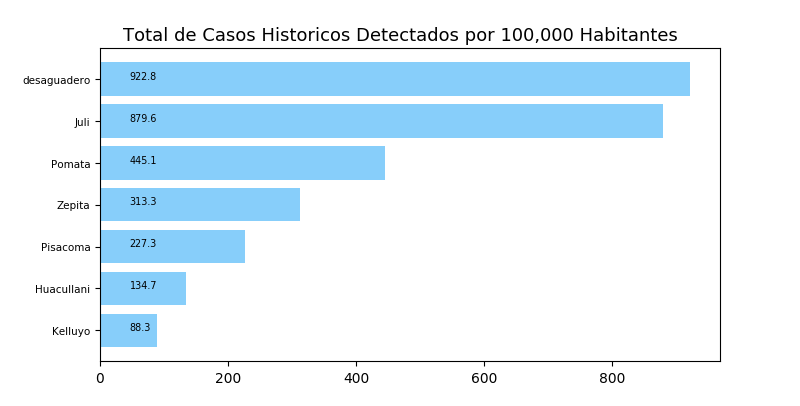 Total de Casos Historicos Detectados por 100,000 Habitantes
desaguadero 922.8
Juli 879.6
Pomata 445.1
Zepita 313.3
Pisacoma 227.3
Huacullani 134.7
Kelluyo 88.3
0 200 400 600 800